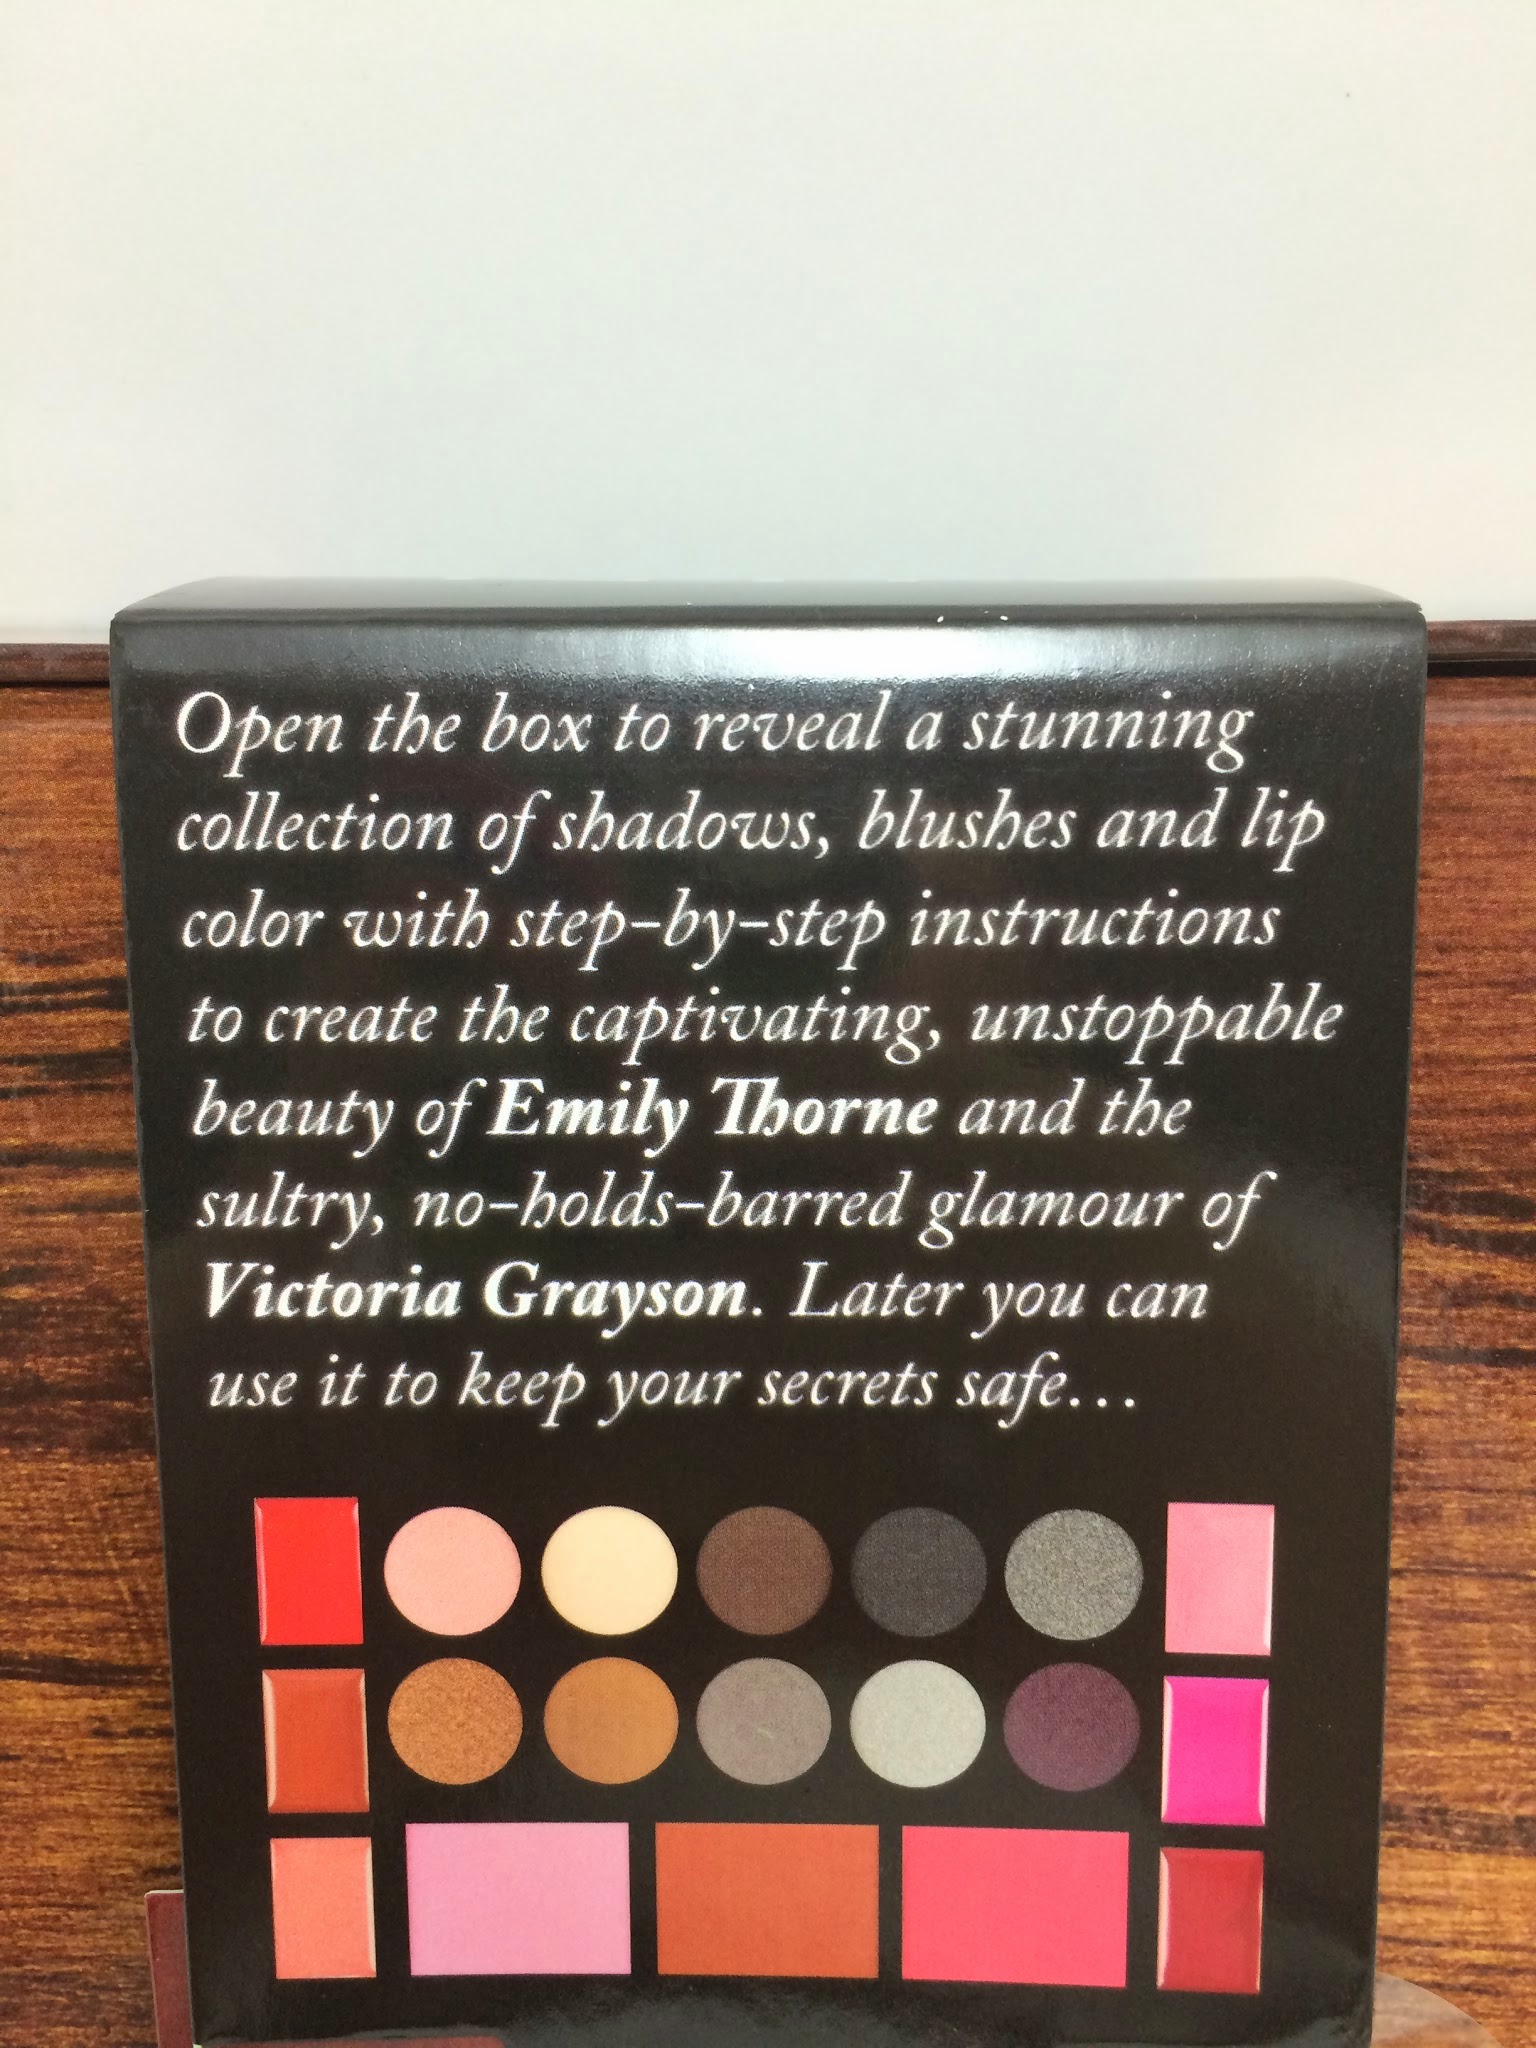 Open the box to reveal a stunning
collection of shadows, blushes and lip
color with step-by-step instructions
to create the captivating, unstoppable
beauty of Emily Thorne and the
sultry, no-holds-barred glamour of
Victoria Grayson. Later you can
use it to keep your secrets safe...